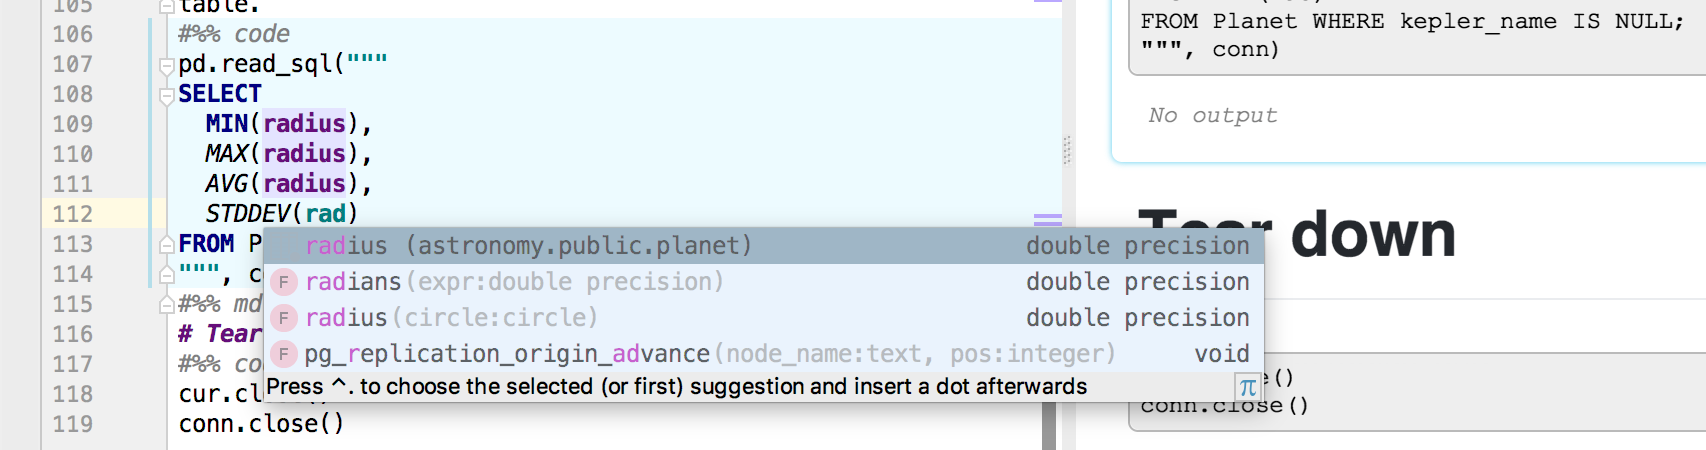 105
table.
106
#%% code
107
pd.read_sql("""
108
SELECT
109
MIN(radius),
110
MAX(radius),
111
AVG(radius),
112
STDDEV(rad)
113
FROM P
114
""", c
115
#%% md
116
# Tear
117
#%% co
118
cur.cl
119
conn.close()
radius (astronomy.public.planet) double precision
F radians(expr:double precision) double precision
F radius(circle:circle) double precision
F pg_replication_origin_advance(node_name:text, pos:integer) void
Press ^. to choose the selected (or first) suggestion and insert a dot afterwards
π
FROM Planet WHERE kepler_name IS NULL;
""", conn)
No output
Tear down
e()
conn.close()